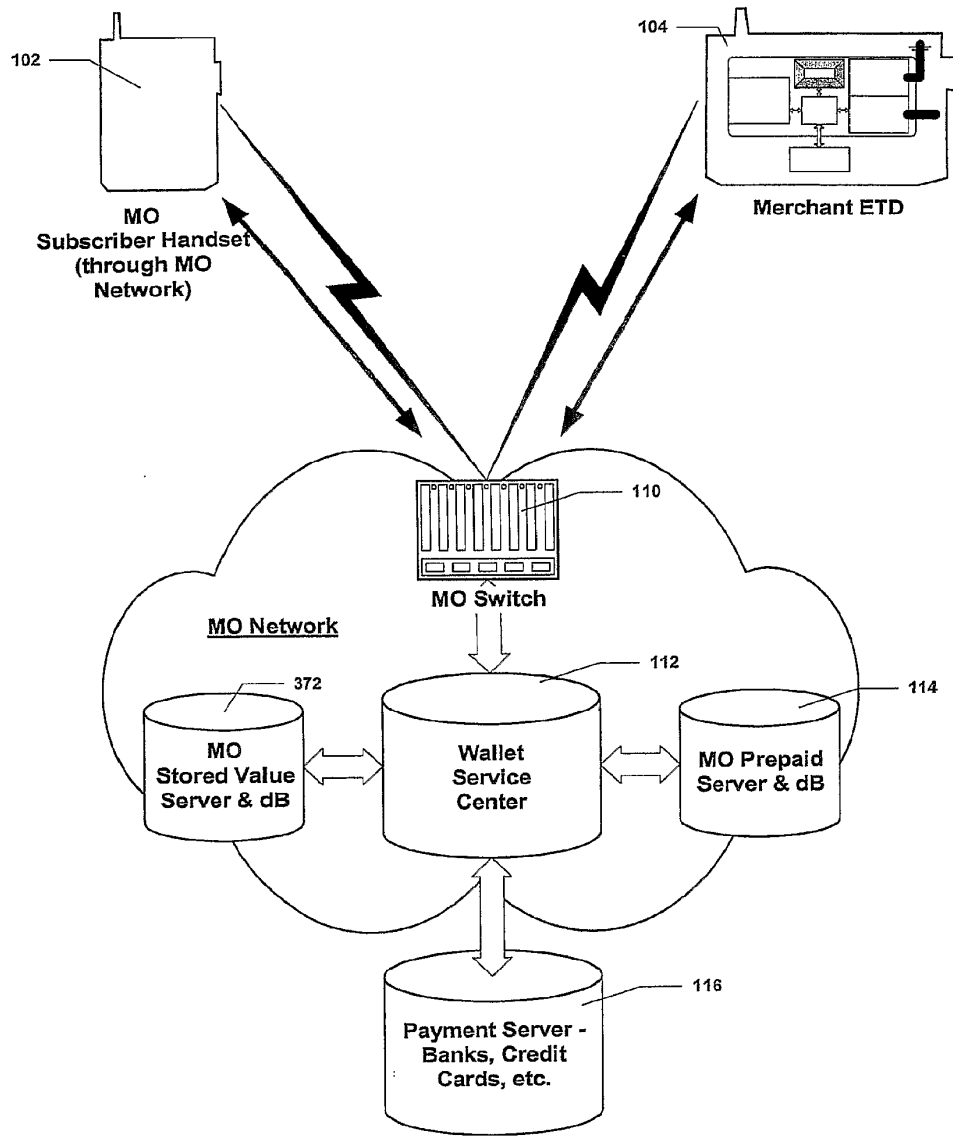 102
104
MO
Subscriber Handset
(through MO
Network)
Merchant ETD
110
MO Switch
MO Network
112
372
114
MO
Stored Value
Server & dB
Wallet
Service
Center
MO Prepaid
Server & dB
116
Payment Server -
Banks, Credit
Cards, etc.